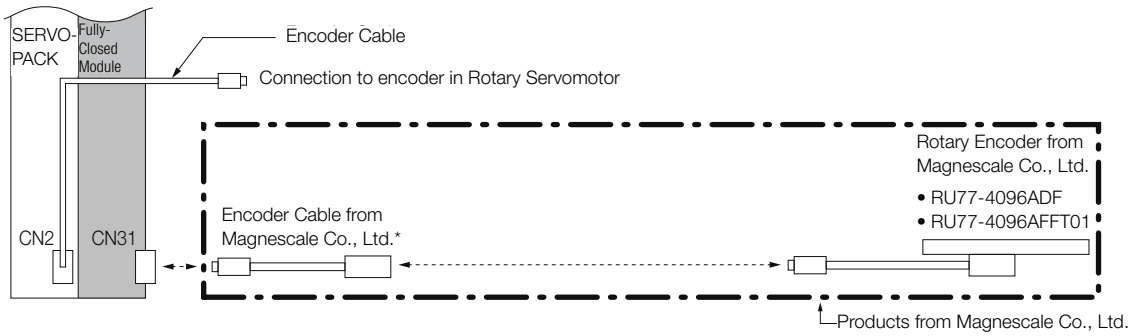 SERVO-
PACK
Fully-
Closed
Module
Encoder Cable
Connection to encoder in Rotary Servomotor
Rotary Encoder from
Magnescale Co., Ltd.
• RU77-4096ADF
• RU77-4096AFFT01
Encoder Cable from
Magnescale Co., Ltd.*
CN2
CN31
Products from Magnescale Co., Ltd.